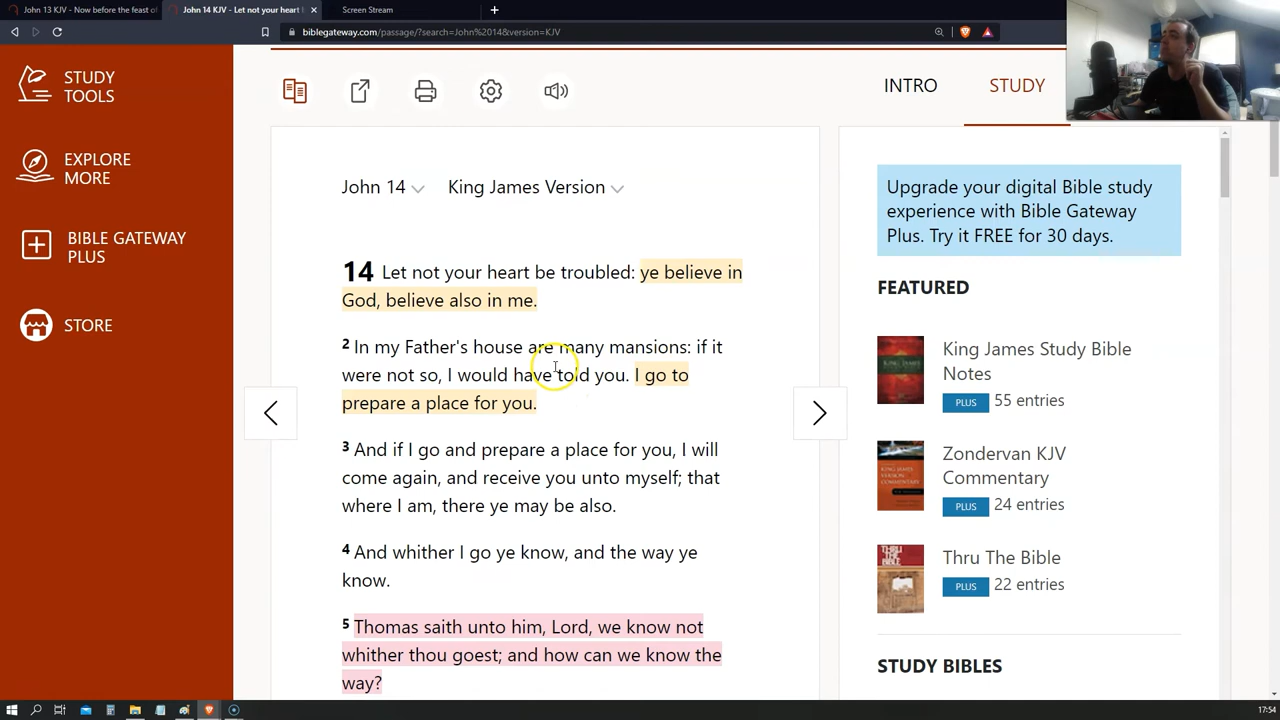 John 13 KJV - Now before the feast of
John 14 KJV - Let not your heart
Screen Stream
biblegateway.com/passage/?search=John%2014&version=KJV
STUDY
TOOLS
EXPLORE
MORE
BIBLE GATEWAY
PLUS
STORE
INTRO
STUDY
John 14
King James Version
14 Let not your heart be troubled: ye believe in
God, believe also in me.
2 In my Father's house are many mansions: if it
were not so, I would have told you. I go to
prepare a place for you.
3 And if I go and prepare a place for you, I will
come again, and receive you unto myself; that
where I am, there ye may be also.
4 And whither I go ye know, and the way ye
know.
5 Thomas saith unto him, Lord, we know not
whither thou goest; and how can we know the
way?
Upgrade your digital Bible study
experience with Bible Gateway
Plus. Try it FREE for 30 days.
FEATURED
King James Study Bible
Notes
PLUS 55 entries
Zondervan KJV
Commentary
PLUS 24 entries
Thru The Bible
PLUS 22 entries
STUDY BIBLES
17:54